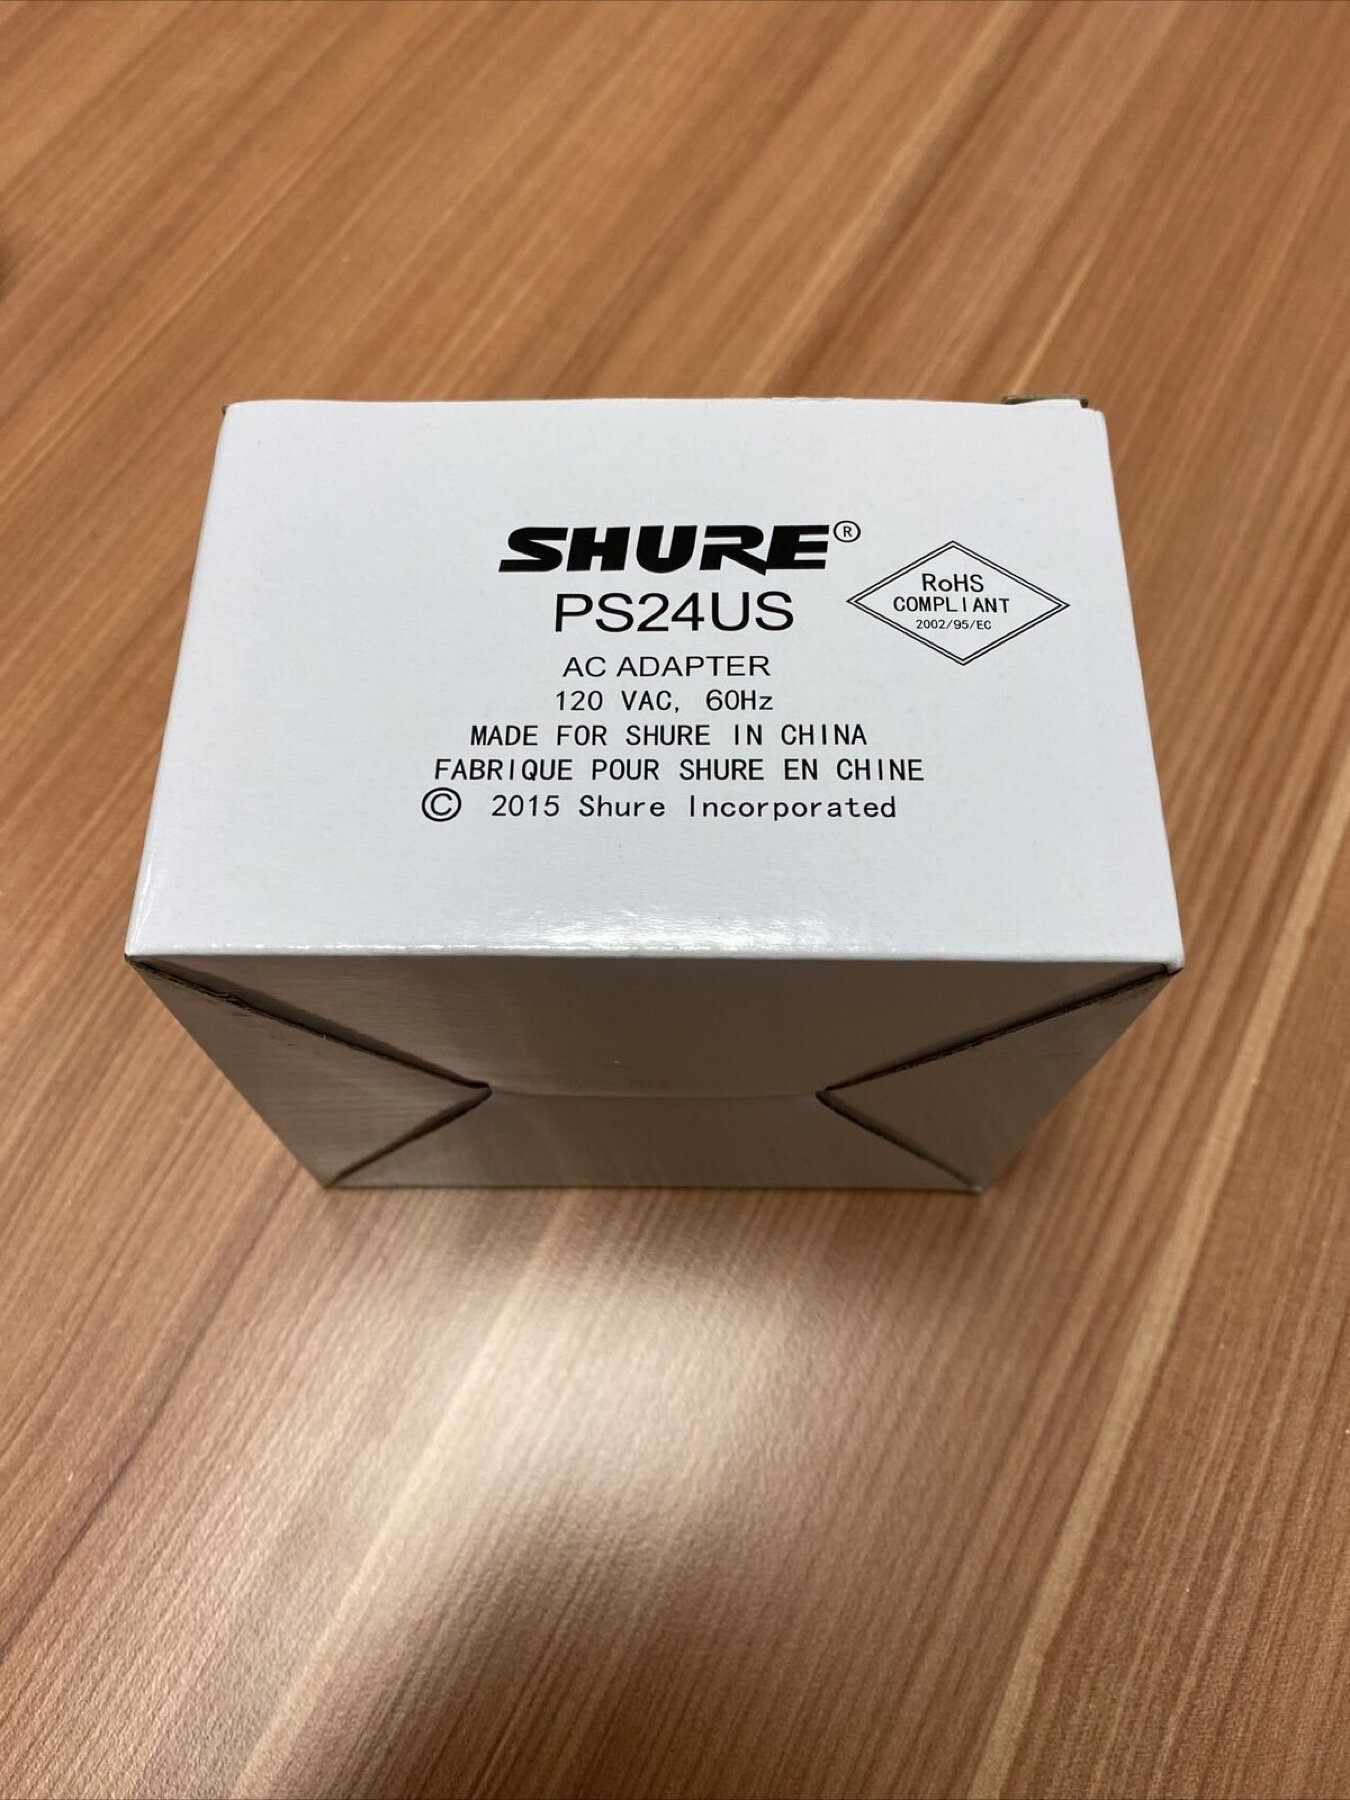 SHURE®
PS24US
AC ADAPTER
120 VAC, 60Hz
MADE FOR SHURE IN CHINA
FABRIQUE POUR SHURE EN CHINE
© 2015 Shure Incorporated
RoHS
COMPLIANT
2002/95/EC